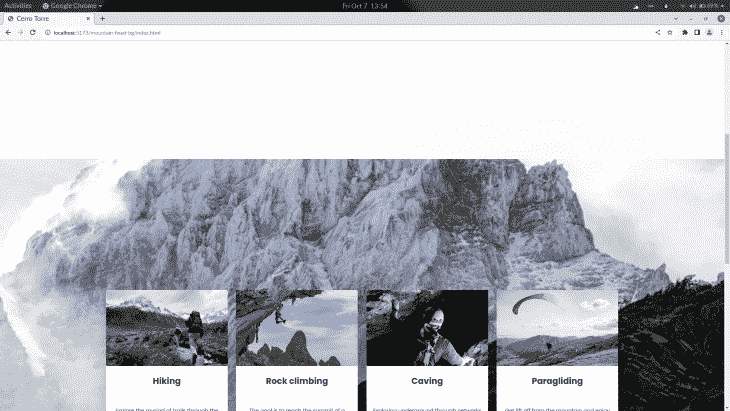 Activities Google Chrome Fri Oct 7 13:54
Cerro Torre
localhost:5173/mountain-fixed-bg/index.html
Hiking Rock climbing Caving Paragliding
Explore the myriad of trails through the The goal is to reach the summit of a Exploring underground through networks Get lift off from the mountain and enjoy